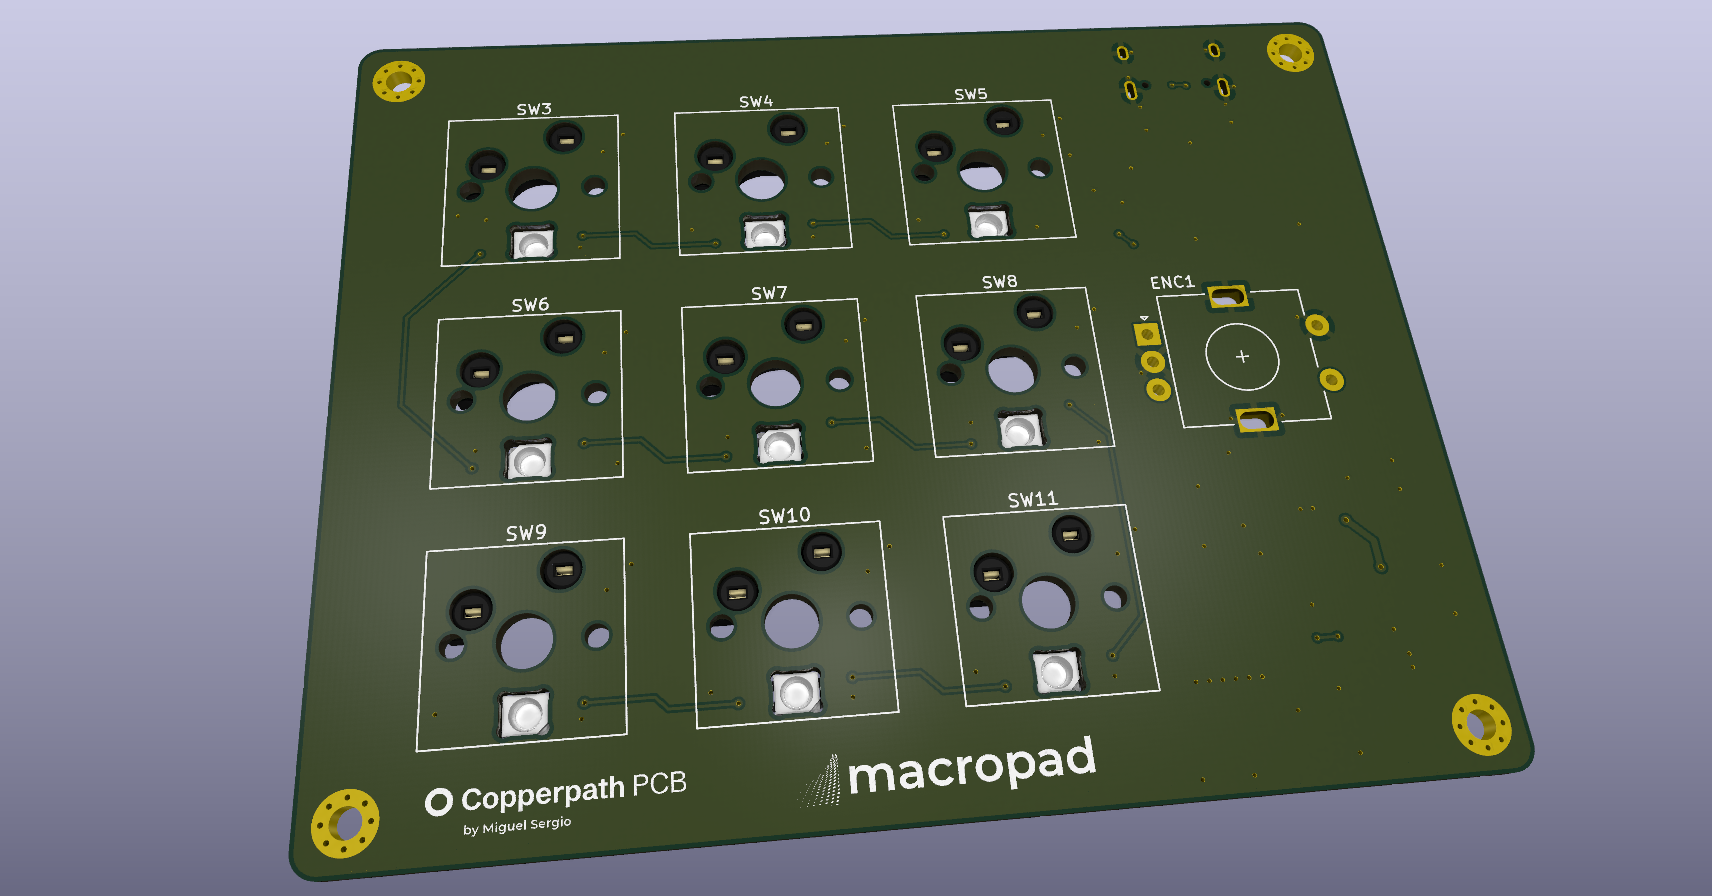 SW3
SW4
SW5
SW6
SW7
SW8
ENC1
SW9
SW10
SW11
Copperpath PCB
by Miguel Sergio
macropad